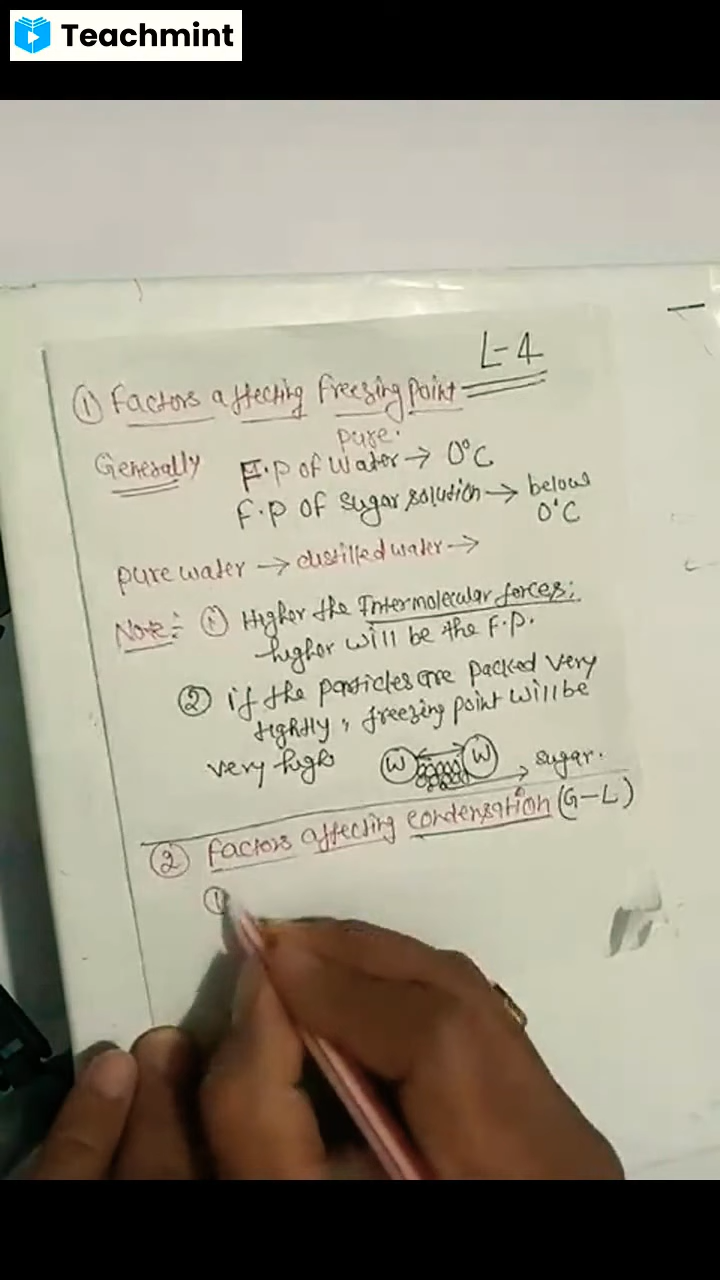 Teachmint
L-4
① Factors affecting freezing point
pure.
Generally F.p of Water → 0°C
F.p of sugar solution → below
0°C
pure water → distilled water →
Note:- ① Higher the Intermolecular forces;
higher will be the F.p.
② if the particles are packed very
tightly, freezing point will be
very high
W W
sugar.
② factors affecting condensation (G-L)
①